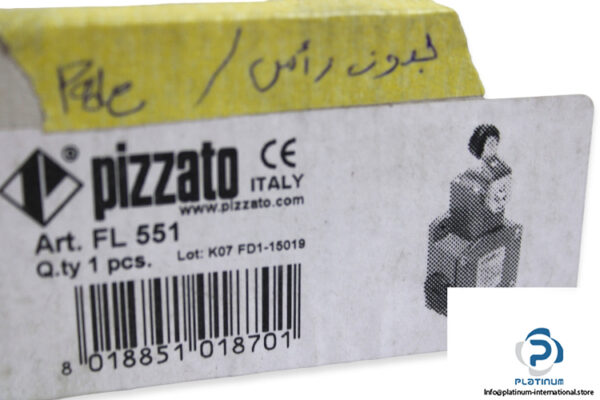 بدون رأس /
pizzato CE
ITALY
www.pizzato.com
Art. FL 551
Q.ty 1 pcs.
Lot: K07 FD1-15019
8 018851 018701
PLATINUM
Info@platinum-international.store